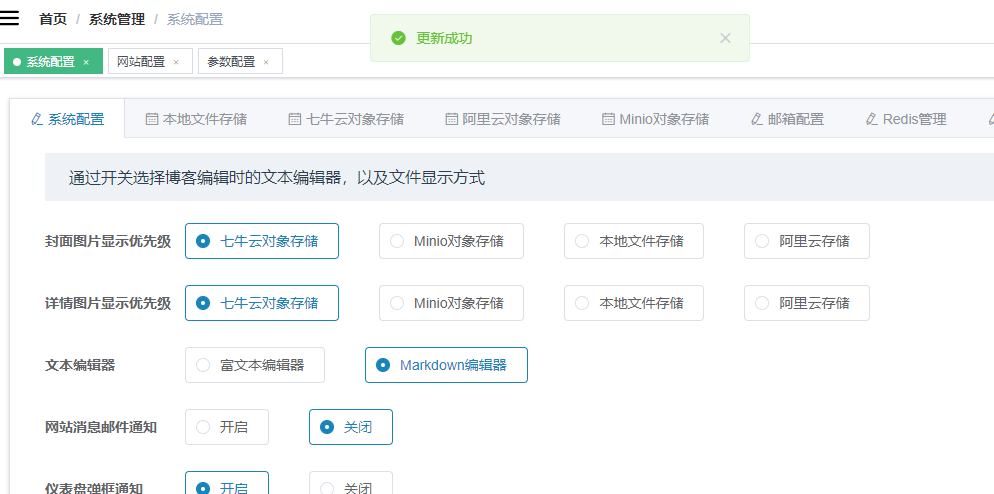 首页 / 系统管理 / 系统配置
更新成功
系统配置 × 网站配置 × 参数配置 ×
系统配置 本地文件存储 七牛云对象存储 阿里云对象存储 Minio对象存储 邮箱配置 Redis管理
通过开关选择博客编辑时的文本编辑器，以及文件显示方式
封面图片显示优先级 七牛云对象存储 Minio对象存储 本地文件存储 阿里云存储
详情图片显示优先级 七牛云对象存储 Minio对象存储 本地文件存储 阿里云存储
文本编辑器 富文本编辑器 Markdown编辑器
网站消息邮件通知 开启 关闭
仪表盘弹框通知 开启 关闭